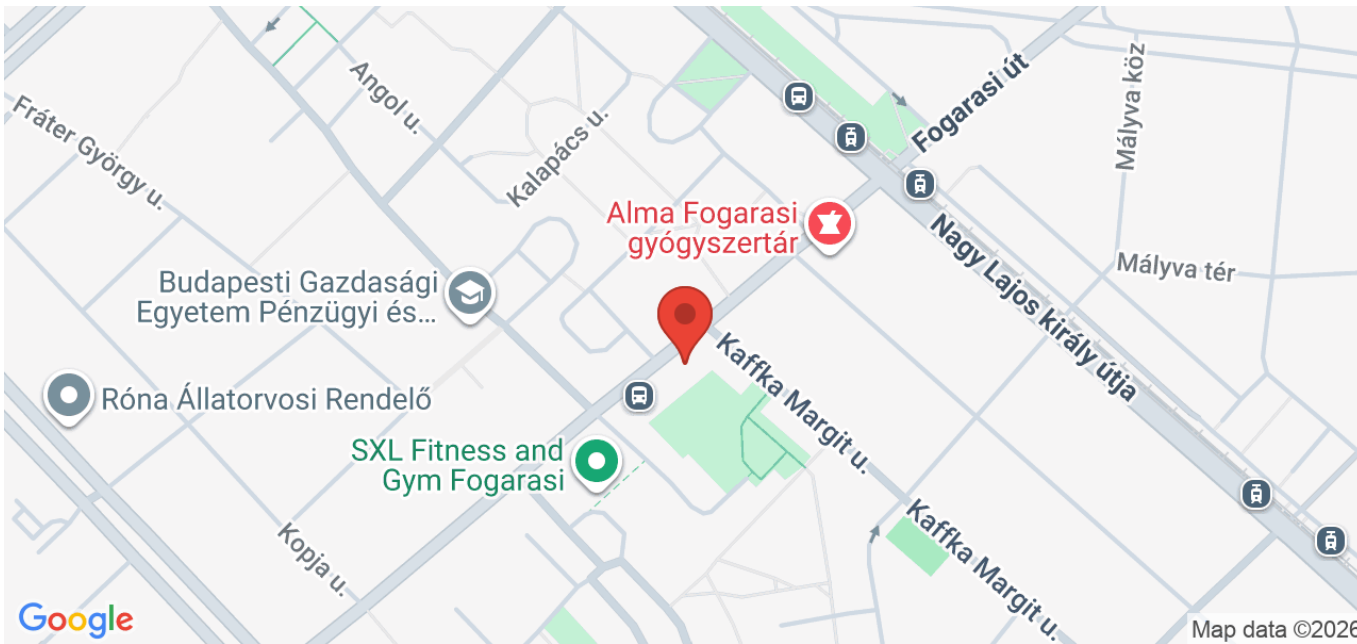 Fogarasi út
Mályva köz
Angol u.
Fráter György u.
Kalapács u.
Alma Fogarasi
gyógyszertár
Nagy Lajos király útja
Mályva tér
Budapesti Gazdasági
Egyetem Pénzügyi és...
Kaffka Margit u.
Róna Állatorvosi Rendelő
SXL Fitness and
Gym Fogarasi
Kopja u.
Kaffka Margit u.
Google
Map data ©2026